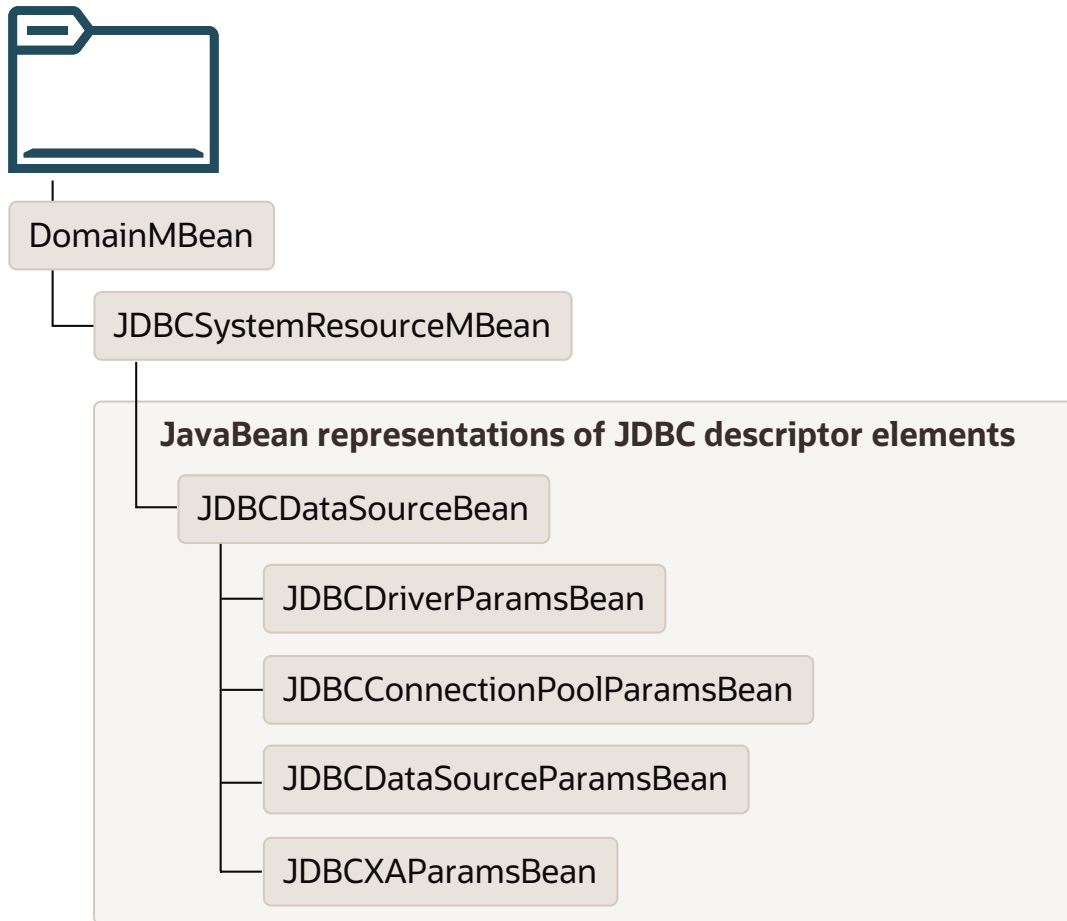 DomainMBean
JDBCSystemResourceMBean
JavaBean representations of JDBC descriptor elements
JDBCDataSourceBean
JDBCDriverParamsBean
JDBCConnectionPoolParamsBean
JDBCDataSourceParamsBean
JDBCXAParamsBean